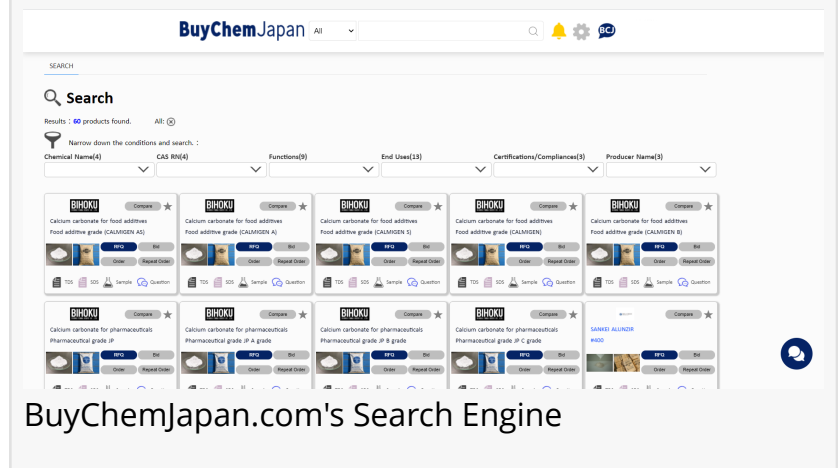 BuyChemJapan All
BCJ
SEARCH
Search
Results : 60 products found. All:
Narrow down the conditions and search. :
Chemical Name(4) CAS RN(4) Functions(9) End Uses(13) Certifications/Compliances(3) Producer Name(3)
BIHOKU Compare BIHOKU Compare BIHOKU Compare BIHOKU Compare BIHOKU Compare
Calcium carbonate for food additives Calcium carbonate for food additives Calcium carbonate for food additives Calcium carbonate for food additives Calcium carbonate for food additives
Food additive grade (CALMIGEN AS) Food additive grade (CALMIGEN A) Food additive grade (CALMIGEN S) Food additive grade (CALMIGEN) Food additive grade (CALMIGEN B)
RFQ Bid RFQ Bid RFQ Bid RFQ Bid RFQ Bid
Order Repeat Order Order Repeat Order Order Repeat Order Order Repeat Order Order Repeat Order
TDS SDS Sample Question TDS SDS Sample Question TDS SDS Sample Question TDS SDS Sample Question TDS SDS Sample Question
BIHOKU Compare BIHOKU Compare BIHOKU Compare BIHOKU Compare Compare
Calcium carbonate for pharmaceuticals Calcium carbonate for pharmaceuticals Calcium carbonate for pharmaceuticals Calcium carbonate for pharmaceuticals SANKEI ALUNZIR
Pharmaceutical grade JP Pharmaceutical grade JP A grade Pharmaceutical grade JP B grade Pharmaceutical grade JP C grade #400
RFQ Bid RFQ Bid RFQ Bid RFQ Bid RFQ Bid
Order Repeat Order Order Repeat Order Order Repeat Order Order Repeat Order Order Repeat Order
BuyChemJapan.com's Search Engine